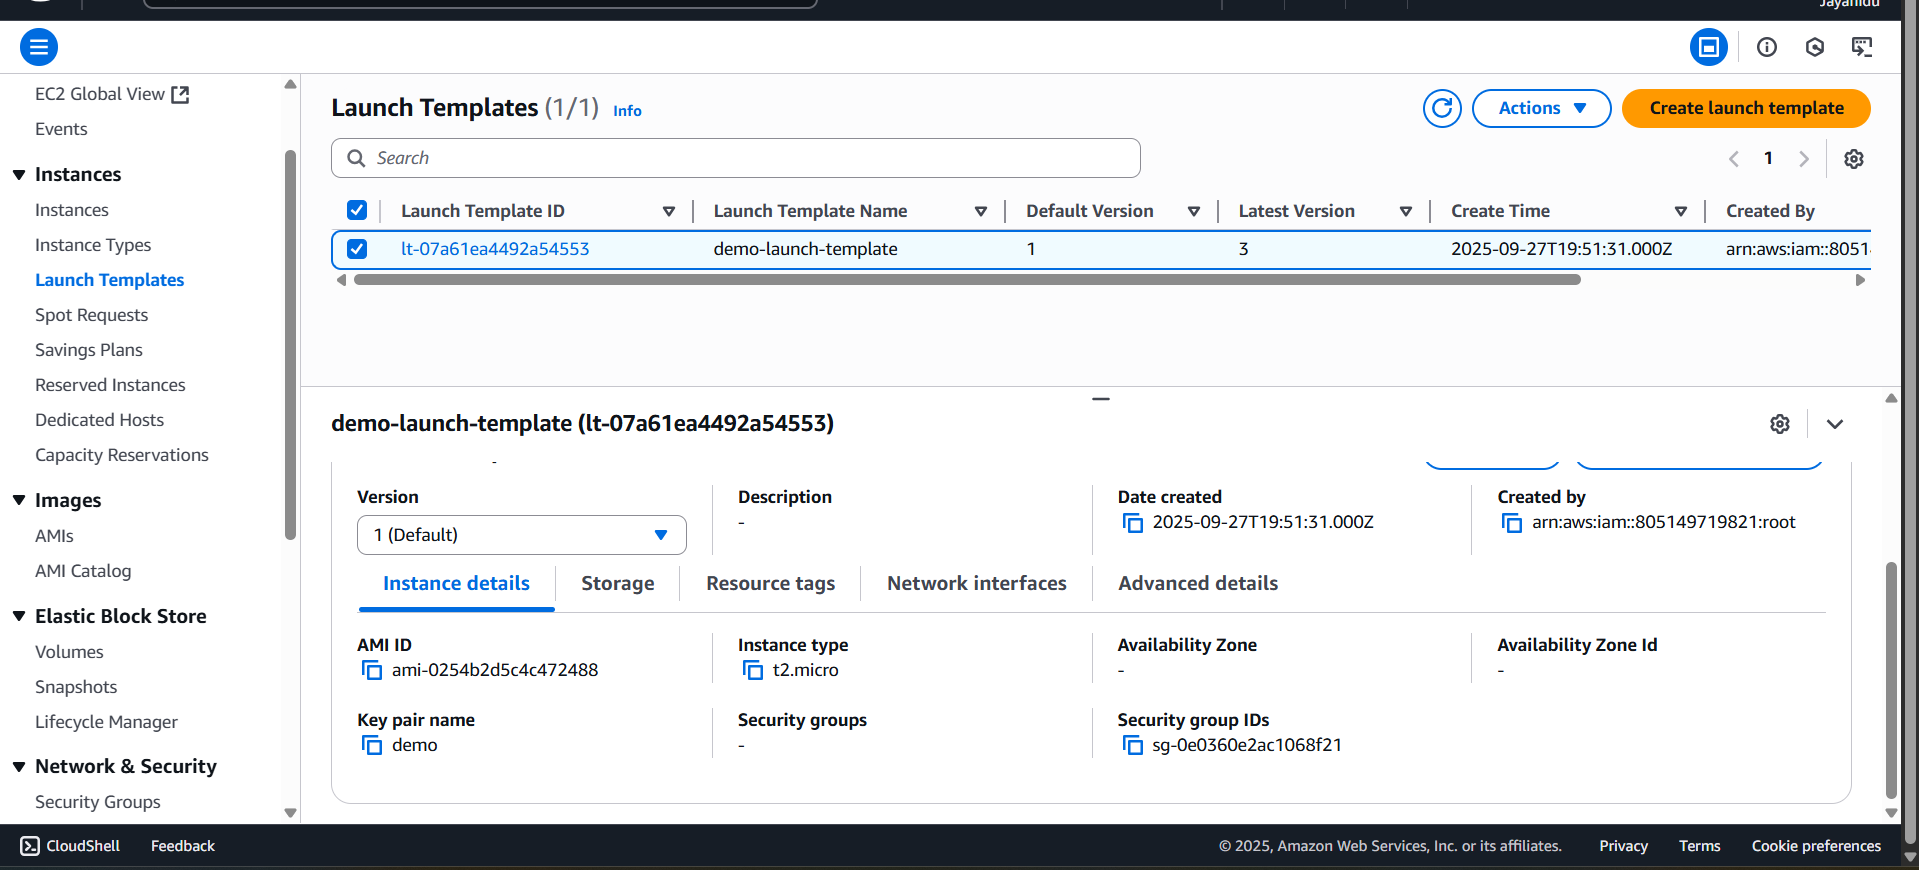 Jayanidu
EC2 Global View
Events
Instances
Instances
Instance Types
Launch Templates
Spot Requests
Savings Plans
Reserved Instances
Dedicated Hosts
Capacity Reservations
Images
AMIs
AMI Catalog
Elastic Block Store
Volumes
Snapshots
Lifecycle Manager
Network & Security
Security Groups
Launch Templates (1/1) Info
Actions
Create launch template
Search
1
Launch Template ID Launch Template Name Default Version Latest Version Create Time Created By
lt-07a61ea4492a54553 demo-launch-template 1 3 2025-09-27T19:51:31.000Z arn:aws:iam::8051
demo-launch-template (lt-07a61ea4492a54553)
Version Description Date created Created by
1 (Default) - 2025-09-27T19:51:31.000Z arn:aws:iam::805149719821:root
Instance details Storage Resource tags Network interfaces Advanced details
AMI ID Instance type Availability Zone Availability Zone Id
ami-0254b2d5c4c472488 t2.micro - -
Key pair name Security groups Security group IDs
demo - sg-0e0360e2ac1068f21
CloudShell Feedback © 2025, Amazon Web Services, Inc. or its affiliates. Privacy Terms Cookie preferences